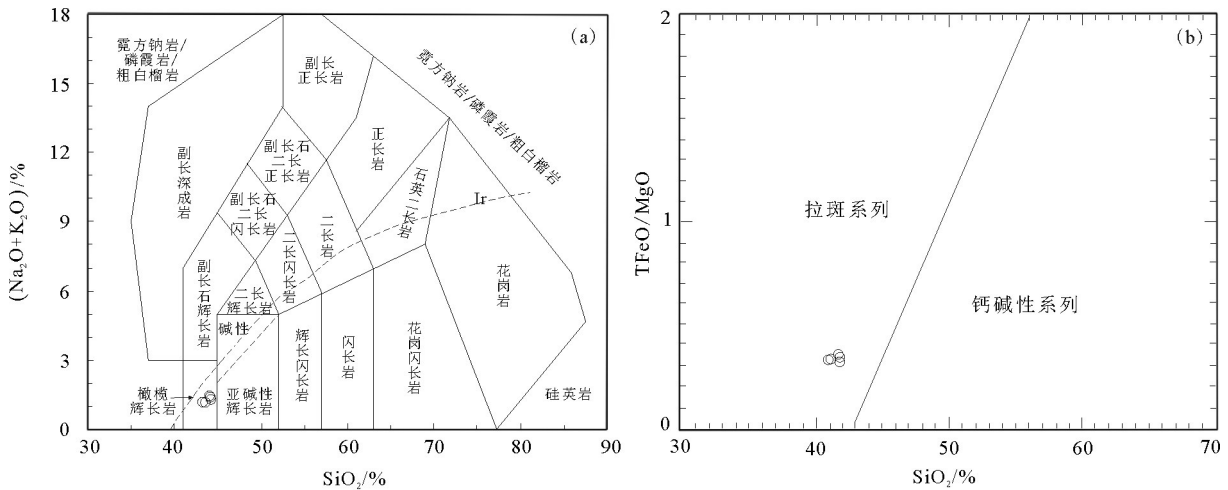 (a)
霓方钠岩/
磷霞岩/
粗白榴岩
副长
正长岩
霓方钠岩/磷霞岩/粗白榴岩
副长深成岩
副长石
二长
正长岩
正长岩
石英二长岩
Ir
副长石
二长
闪长岩
二长岩
二长闪长岩
花岗岩
副长石辉长岩
二长
辉长岩
碱性
辉长闪长岩
闪长岩
花岗闪长岩
橄榄
辉长岩
亚碱性
辉长岩
硅英岩
18
15
12
9
6
3
0
(Na₂O+K₂O)/%
30
40
50
60
70
80
90
SiO₂/%
(b)
拉斑系列
钙碱性系列
2
1
0
TFeO/MgO
30
40
50
60
70
SiO₂/%